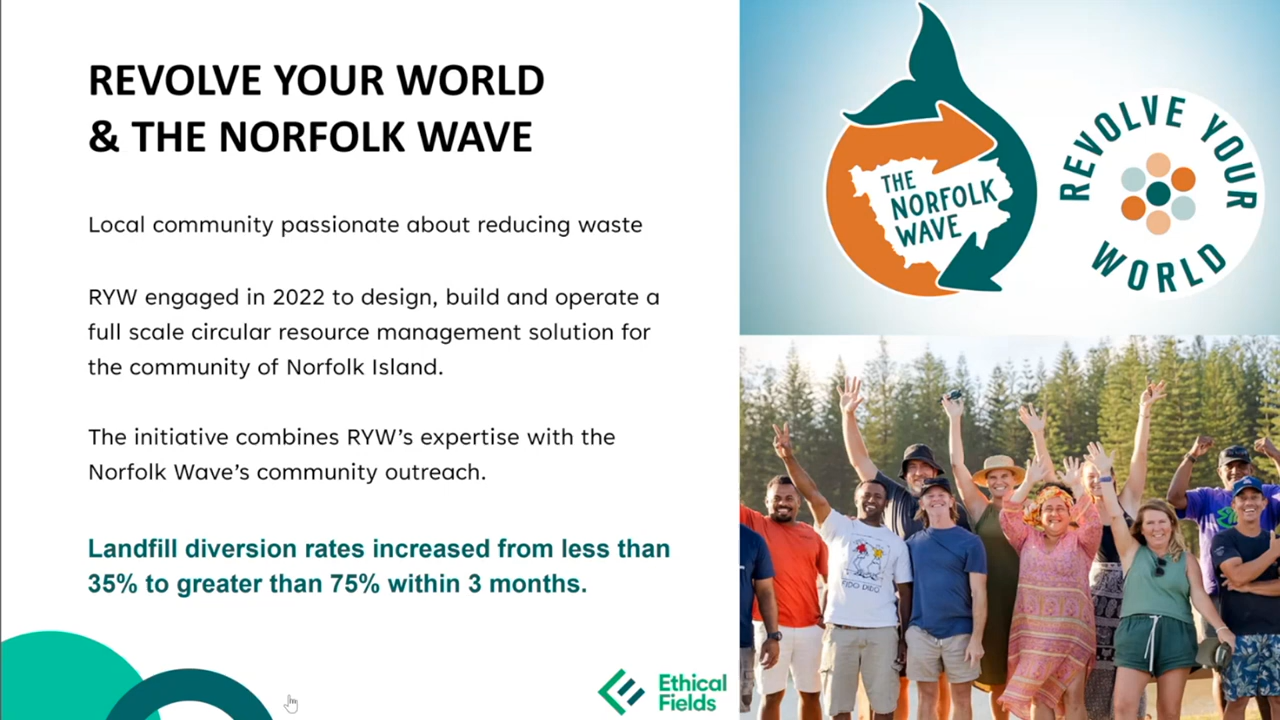 REVOLVE YOUR WORLD
& THE NORFOLK WAVE
Local community passionate about reducing waste
RYW engaged in 2022 to design, build and operate a
full scale circular resource management solution for
the community of Norfolk Island.
The initiative combines RYW's expertise with the
Norfolk Wave's community outreach.
Landfill diversion rates increased from less than
35% to greater than 75% within 3 months.
Ethical
Fields
THE
NORFOLK
WAVE
REVOLVE YOUR
WORLD